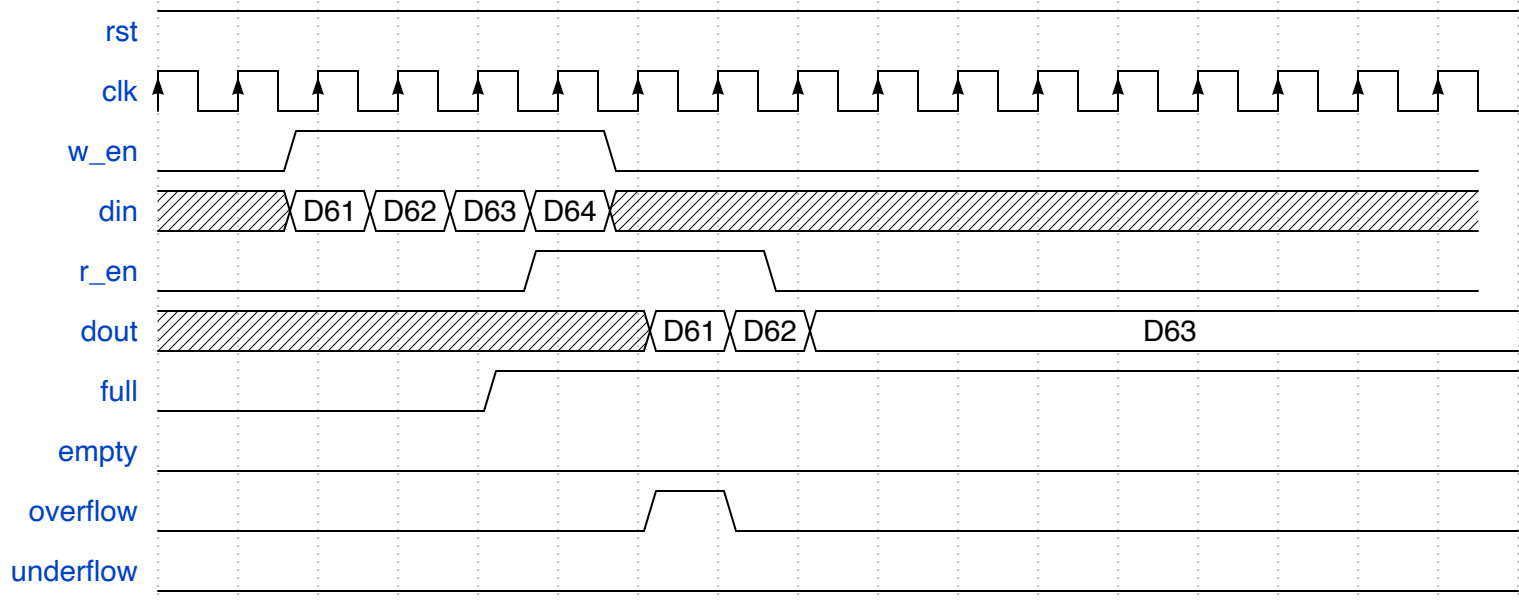 rst
clk
w_en
din D61 D62 D63 D64
r_en
dout D61 D62 D63
full
empty
overflow
underflow